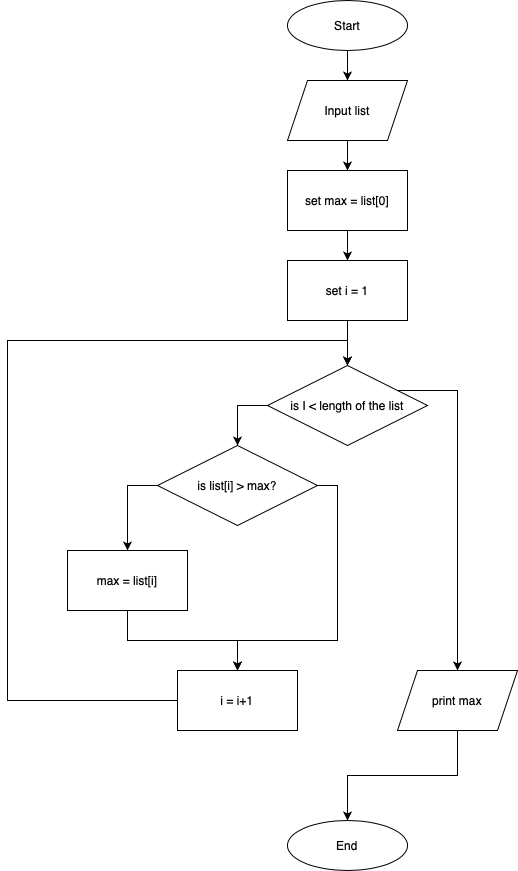 Start
Input list
set max = list[0]
set i = 1
is I < length of the list
is list[i] > max?
max = list[i]
i = i+1
print max
End